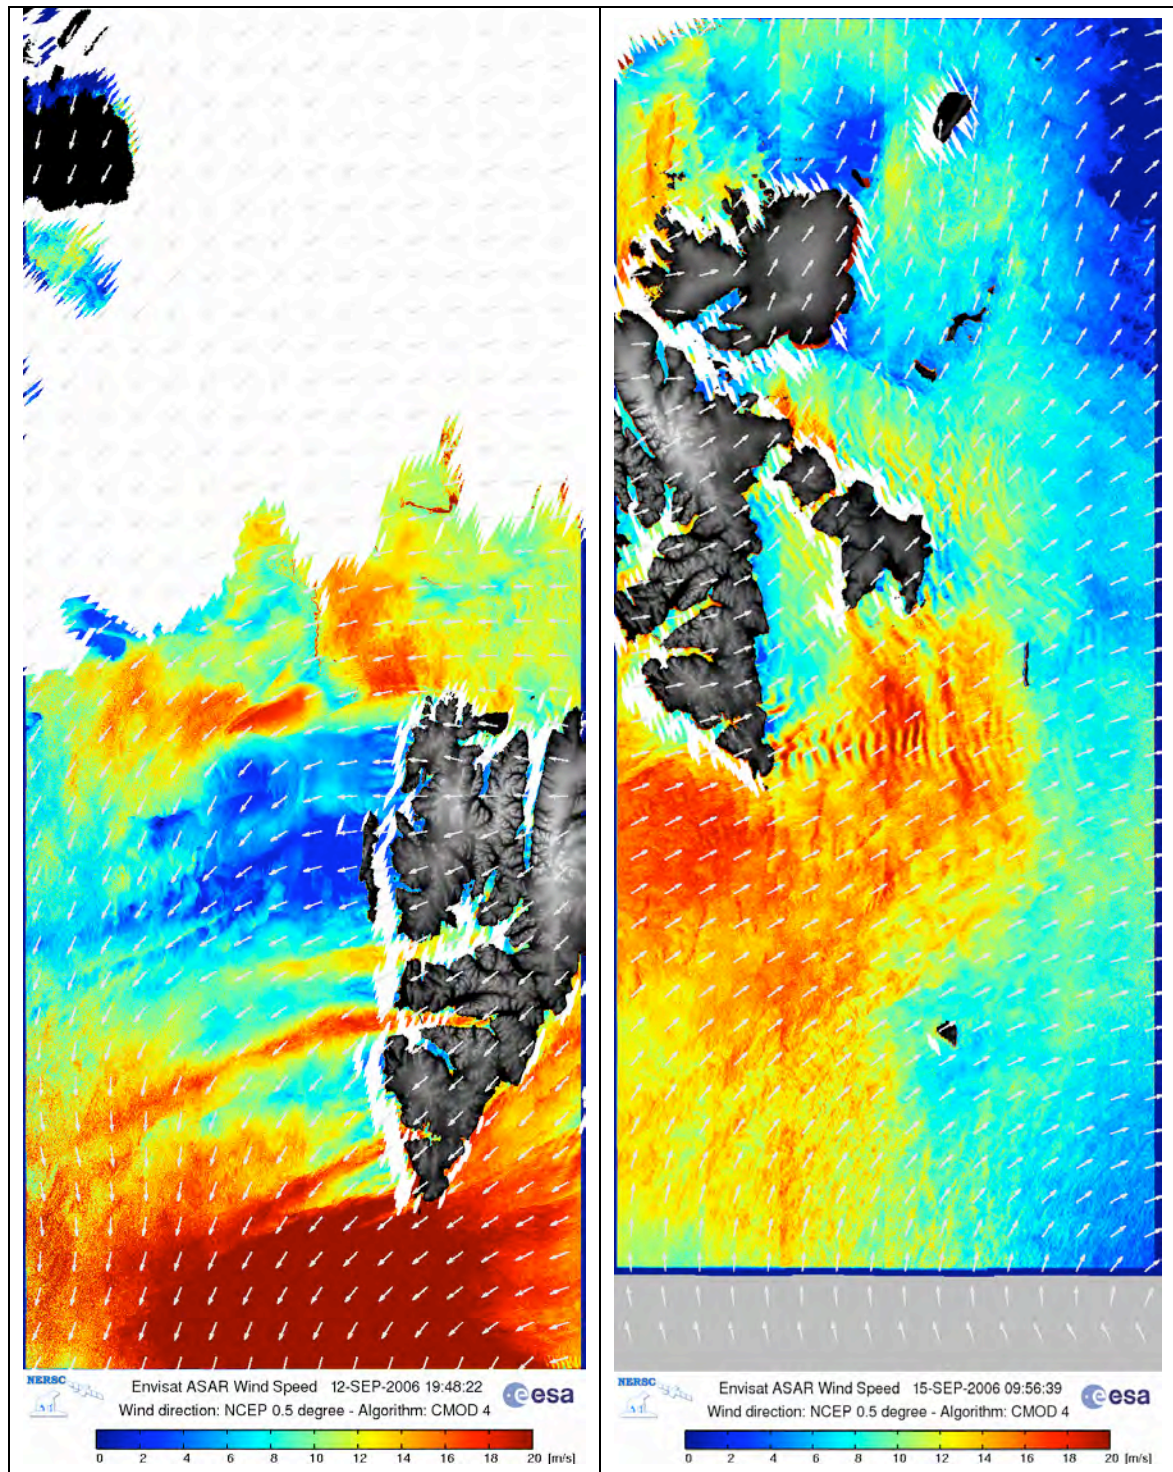 NERSC
Envisat ASAR Wind Speed 12-SEP-2006 19:48:22
Wind direction: NCEP 0.5 degree - Algorithm: CMOD 4
esa
0 2 4 6 8 10 12 14 16 18 20 [m/s]
NERSC
Envisat ASAR Wind Speed 15-SEP-2006 09:56:39
Wind direction: NCEP 0.5 degree - Algorithm: CMOD 4
esa
0 2 4 6 8 10 12 14 16 18 20 [m/s]